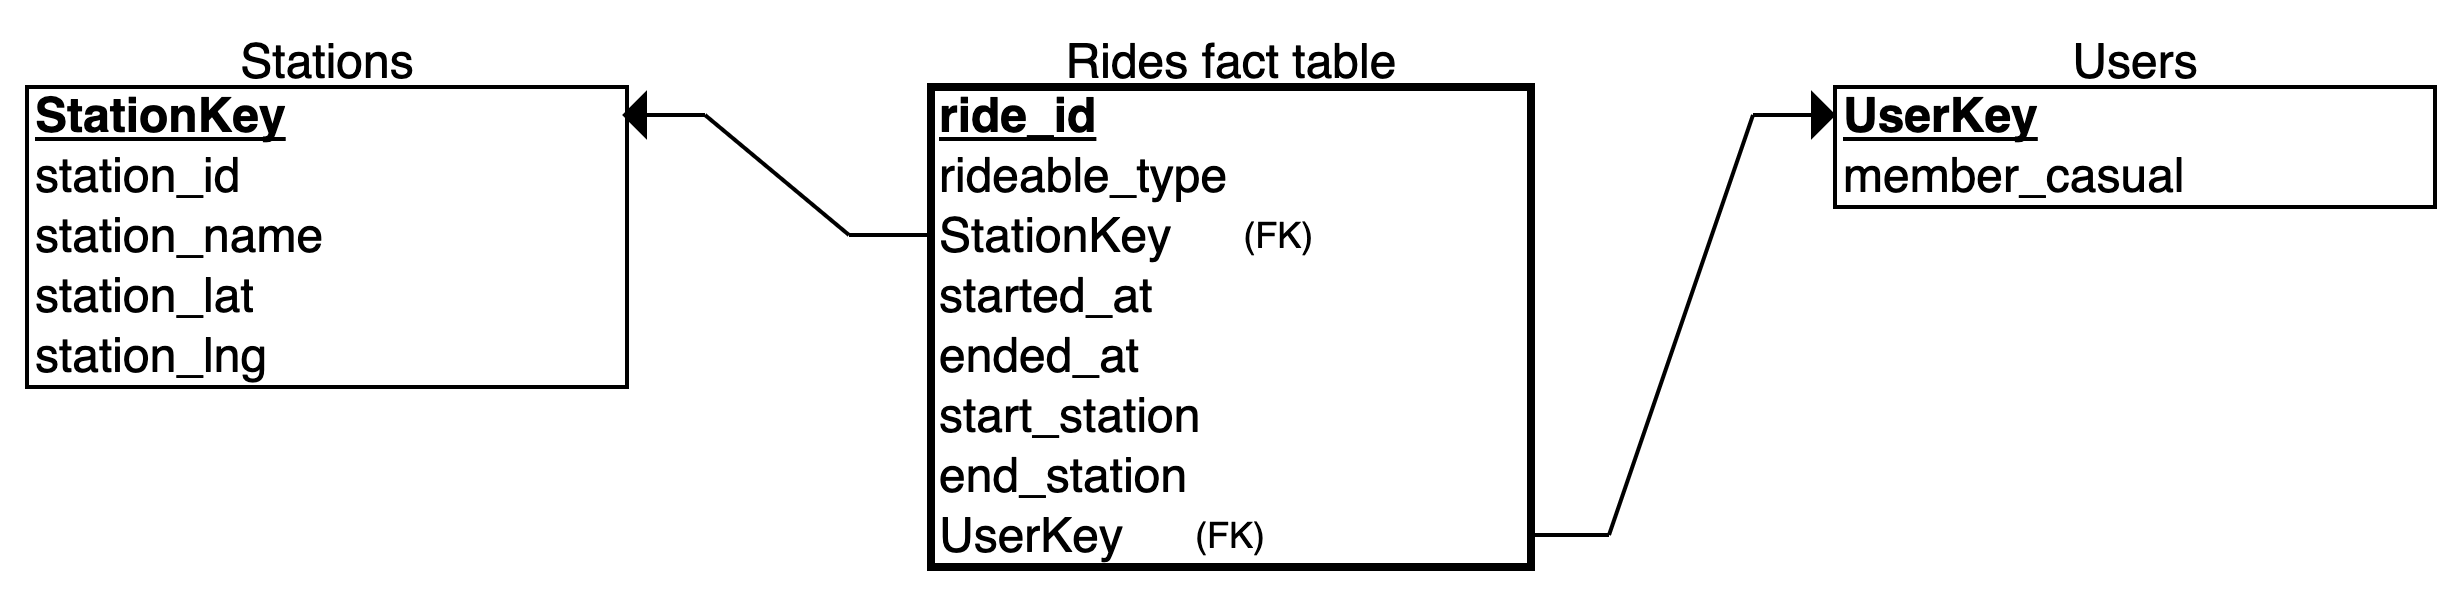 Stations
StationKey
station_id
station_name
station_lat
station_lng
Rides fact table
ride_id
rideable_type
StationKey (FK)
started_at
ended_at
start_station
end_station
UserKey (FK)
Users
UserKey
member_casual